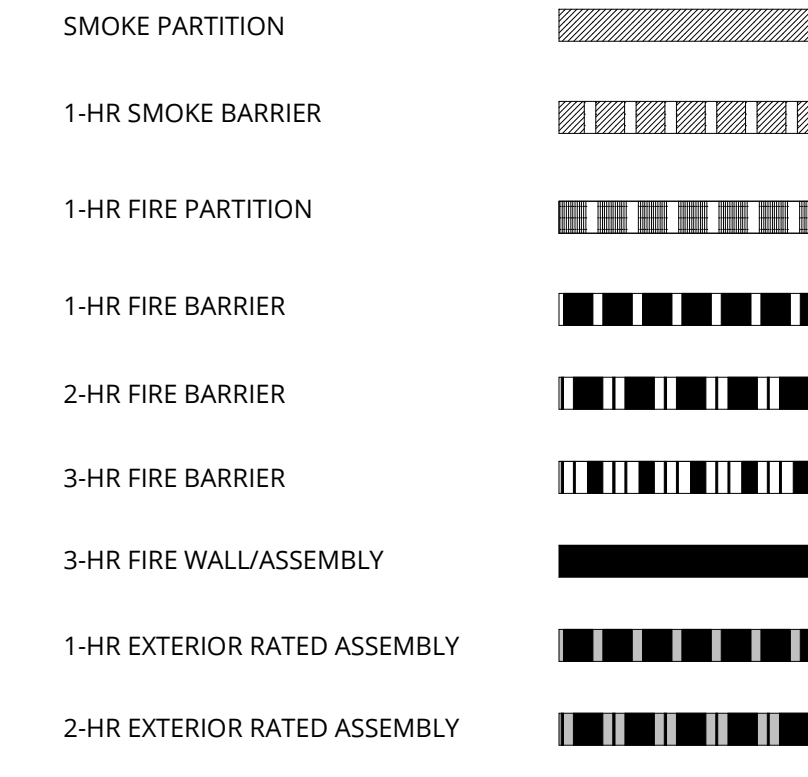 SMOKE PARTITION
1-HR SMOKE BARRIER
1-HR FIRE PARTITION
1-HR FIRE BARRIER
2-HR FIRE BARRIER
3-HR FIRE BARRIER
3-HR FIRE WALL/ASSEMBLY
1-HR EXTERIOR RATED ASSEMBLY
2-HR EXTERIOR RATED ASSEMBLY